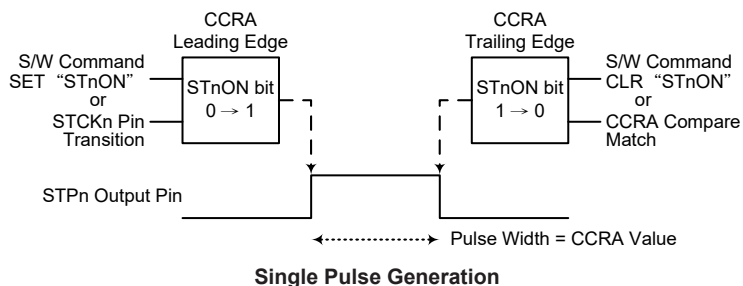 CCRA
Leading Edge
S/W Command
SET “STnON”
or
STCKn Pin
Transition
STnON bit
0 → 1
CCRA
Trailing Edge
STnON bit
1 → 0
S/W Command
CLR “STnON”
or
CCRA Compare
Match
STPn Output Pin
Pulse Width = CCRA Value
Single Pulse Generation